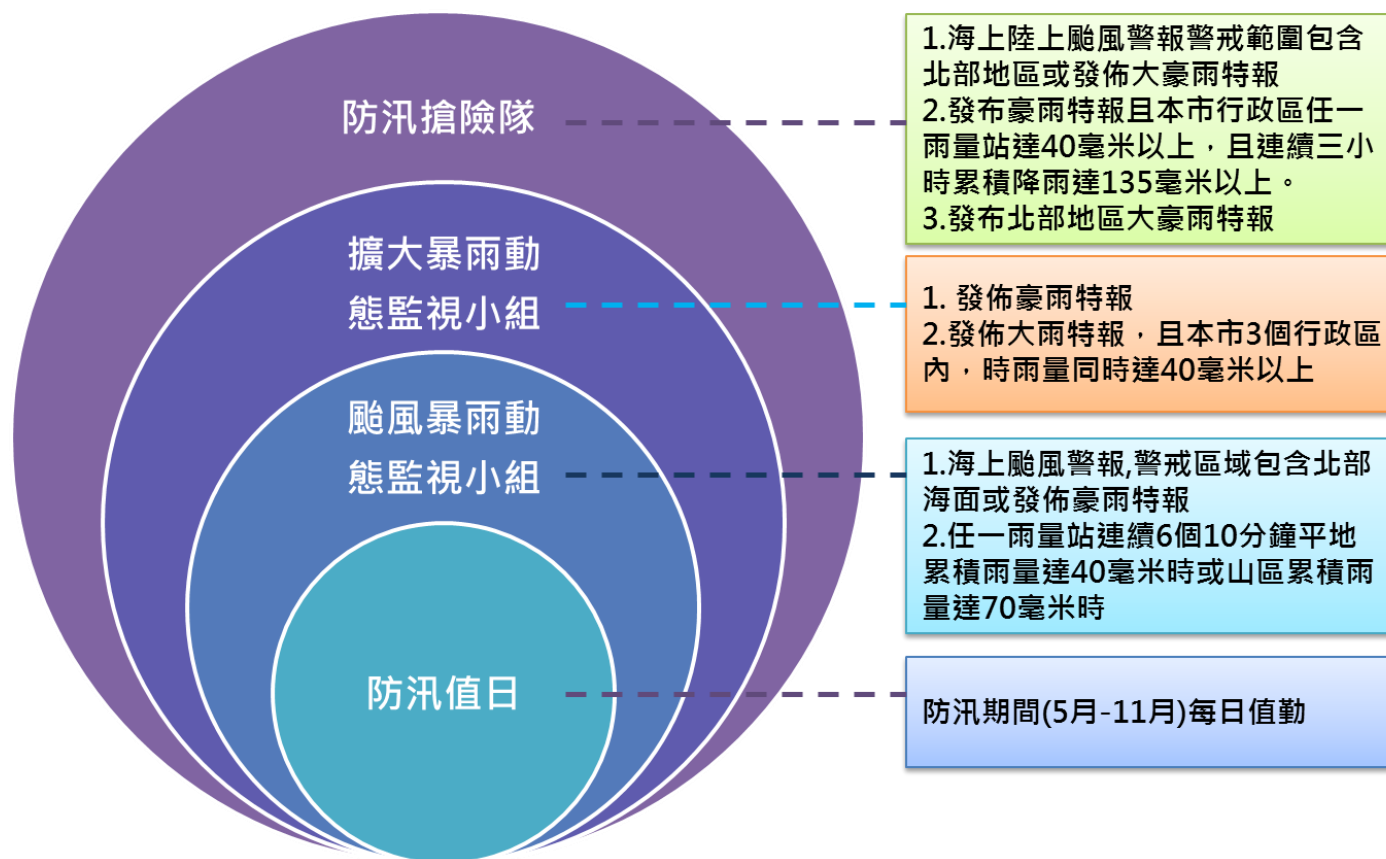 防汛搶險隊
1.海上陸上颱風警報警戒範圍包含
北部地區或發佈大豪雨特報
2.發布豪雨特報且本市行政區任一
雨量站達40毫米以上，且連續三小
時累積降雨達135毫米以上。
3.發布北部地區大豪雨特報
擴大暴雨動
態監視小組
1. 發佈豪雨特報
2.發佈大雨特報，且本市3個行政區
內，時雨量同時達40毫米以上
颱風暴雨動
態監視小組
1.海上颱風警報,警戒區域包含北部
海面或發佈豪雨特報
2.任一雨量站連續6個10分鐘平地
累積雨量達40毫米時或山區累積雨
量達70毫米時
防汛值日
防汛期間(5月-11月)每日值勤